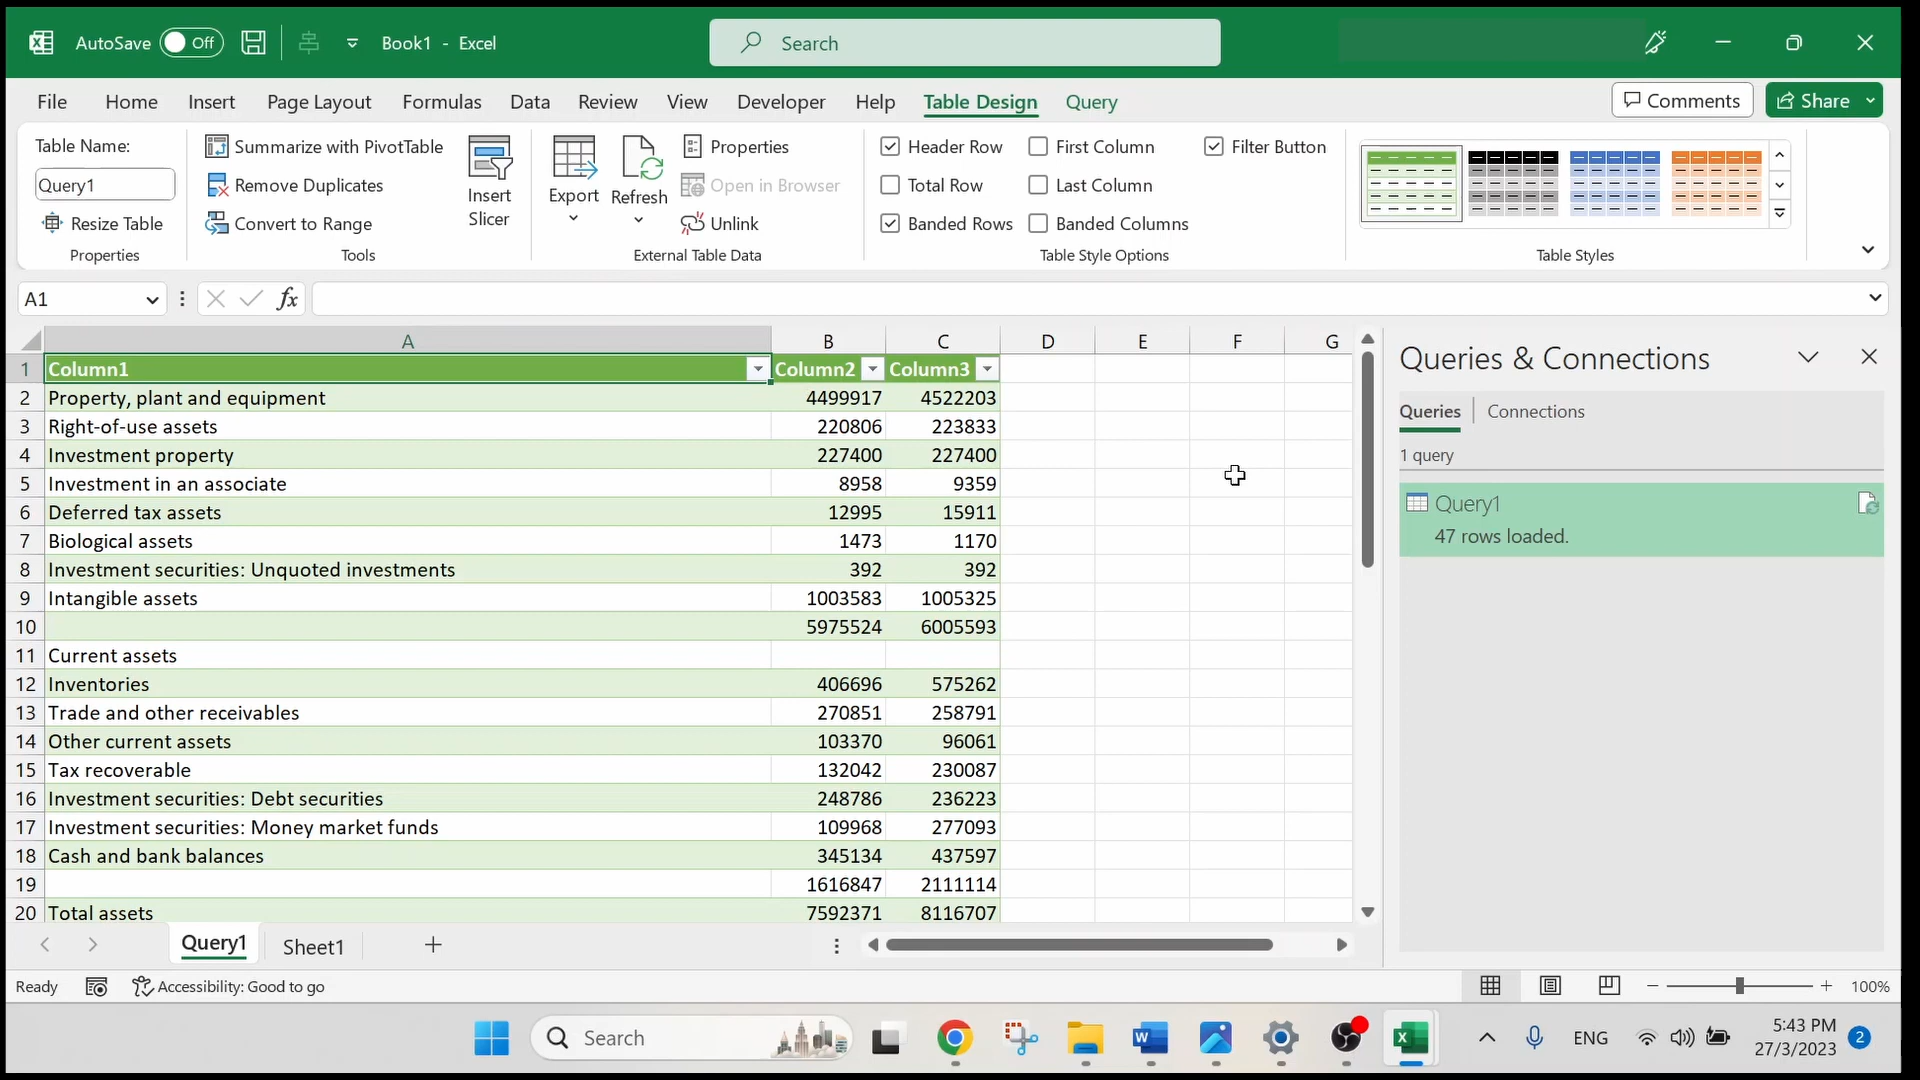 AutoSave Off Book1 - Excel Search
File Home Insert Page Layout Formulas Data Review View Developer Help Table Design Query Comments Share
Table Name:
Query1
Resize Table
Properties
Summarize with PivotTable
Remove Duplicates
Convert to Range
Tools
Insert
Slicer
Export
Refresh
Properties
Open in Browser
Unlink
External Table Data
Header Row First Column Filter Button
Total Row Last Column
Banded Rows Banded Columns
Table Style Options
Table Styles
A1 fx
A B C D E F G
1 Column1 Column2 Column3
2 Property, plant and equipment 4499917 4522203
3 Right-of-use assets 220806 223833
4 Investment property 227400 227400
5 Investment in an associate 8958 9359
6 Deferred tax assets 12995 15911
7 Biological assets 1473 1170
8 Investment securities: Unquoted investments 392 392
9 Intangible assets 1003583 1005325
10 5975524 6005593
11 Current assets
12 Inventories 406696 575262
13 Trade and other receivables 270851 258791
14 Other current assets 103370 96061
15 Tax recoverable 132042 230087
16 Investment securities: Debt securities 248786 236223
17 Investment securities: Money market funds 109968 277093
18 Cash and bank balances 345134 437597
19 1616847 2111114
20 Total assets 7592371 8116707
Queries & Connections
Queries Connections
1 query
Query1
47 rows loaded.
Query1 Sheet1
Ready Accessibility: Good to go 100%
Search ENG 5:43 PM
27/3/2023 2